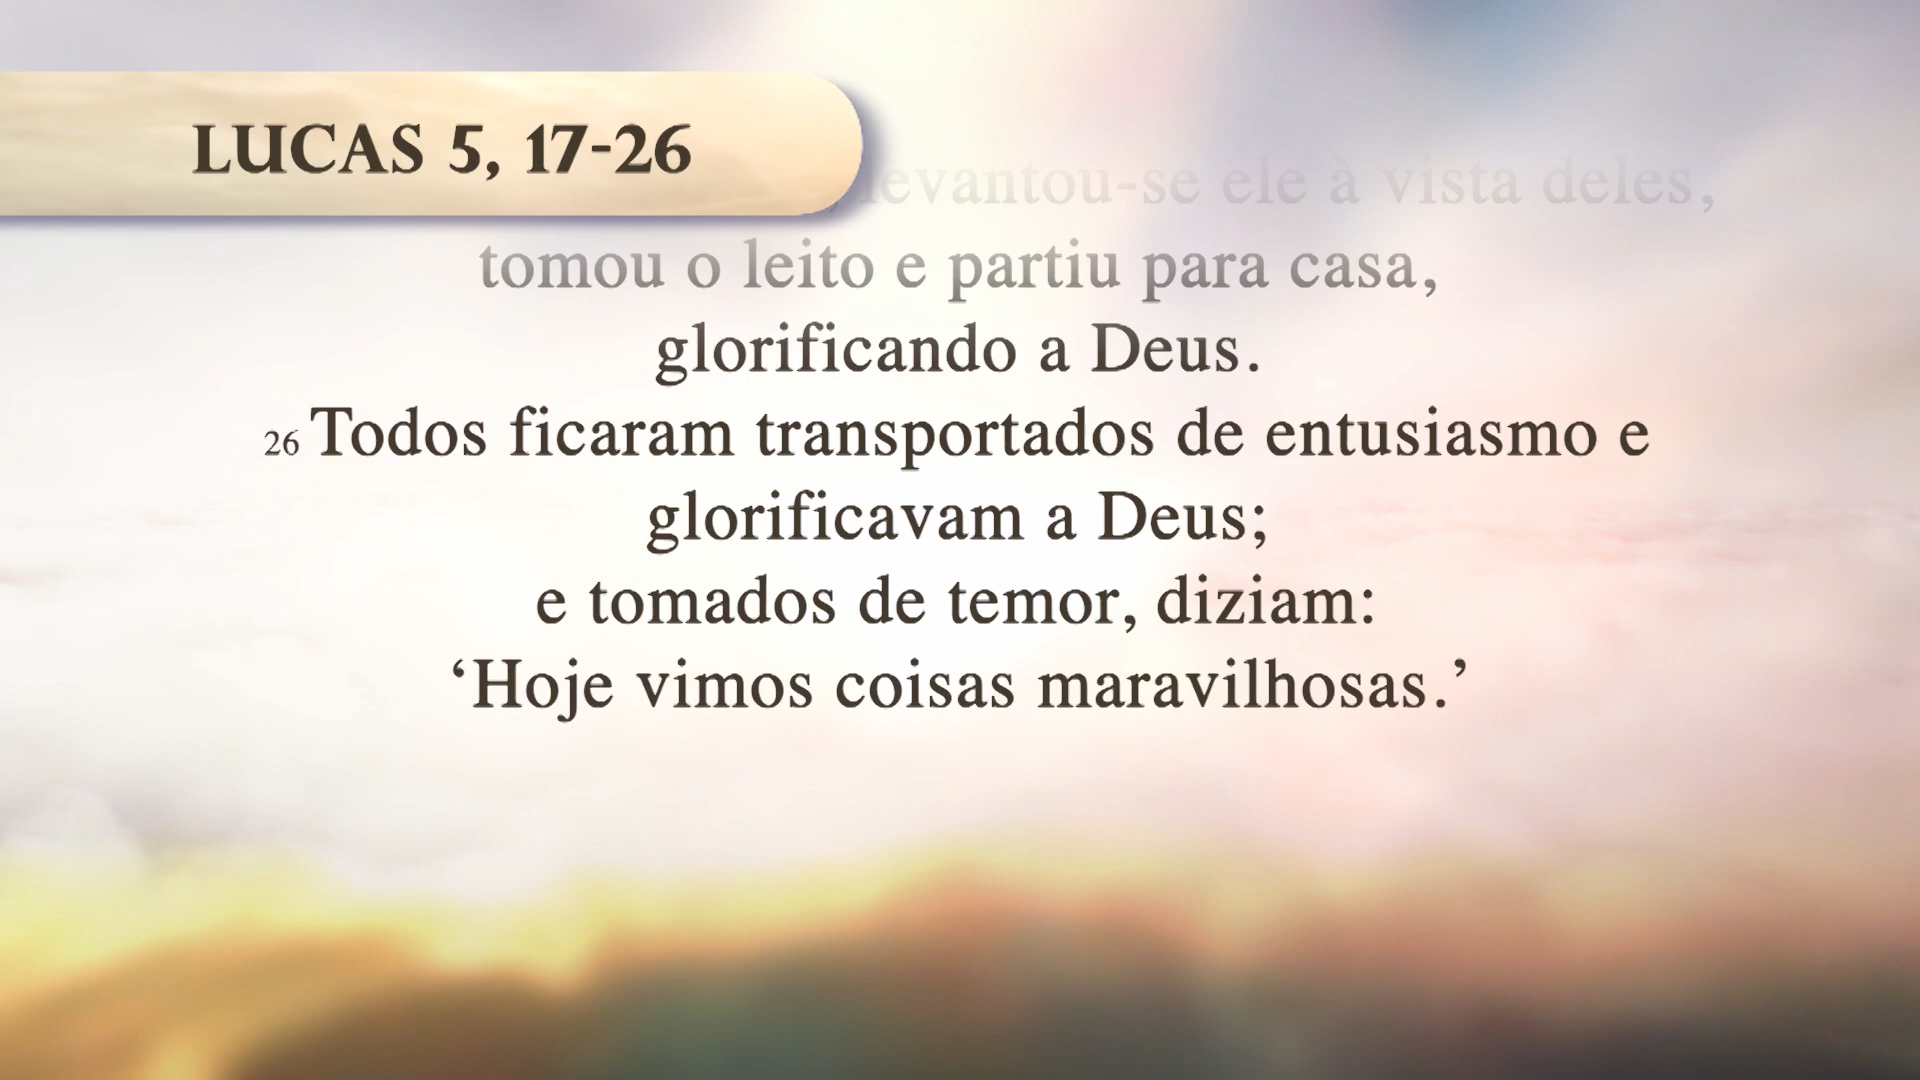 LUCAS 5, 17-26
levantou-se ele à vista deles,
tomou o leito e partiu para casa,
glorificando a Deus.
26 Todos ficaram transportados de entusiasmo e
glorificavam a Deus;
e tomados de temor, diziam:
‘Hoje vimos coisas maravilhosas.’